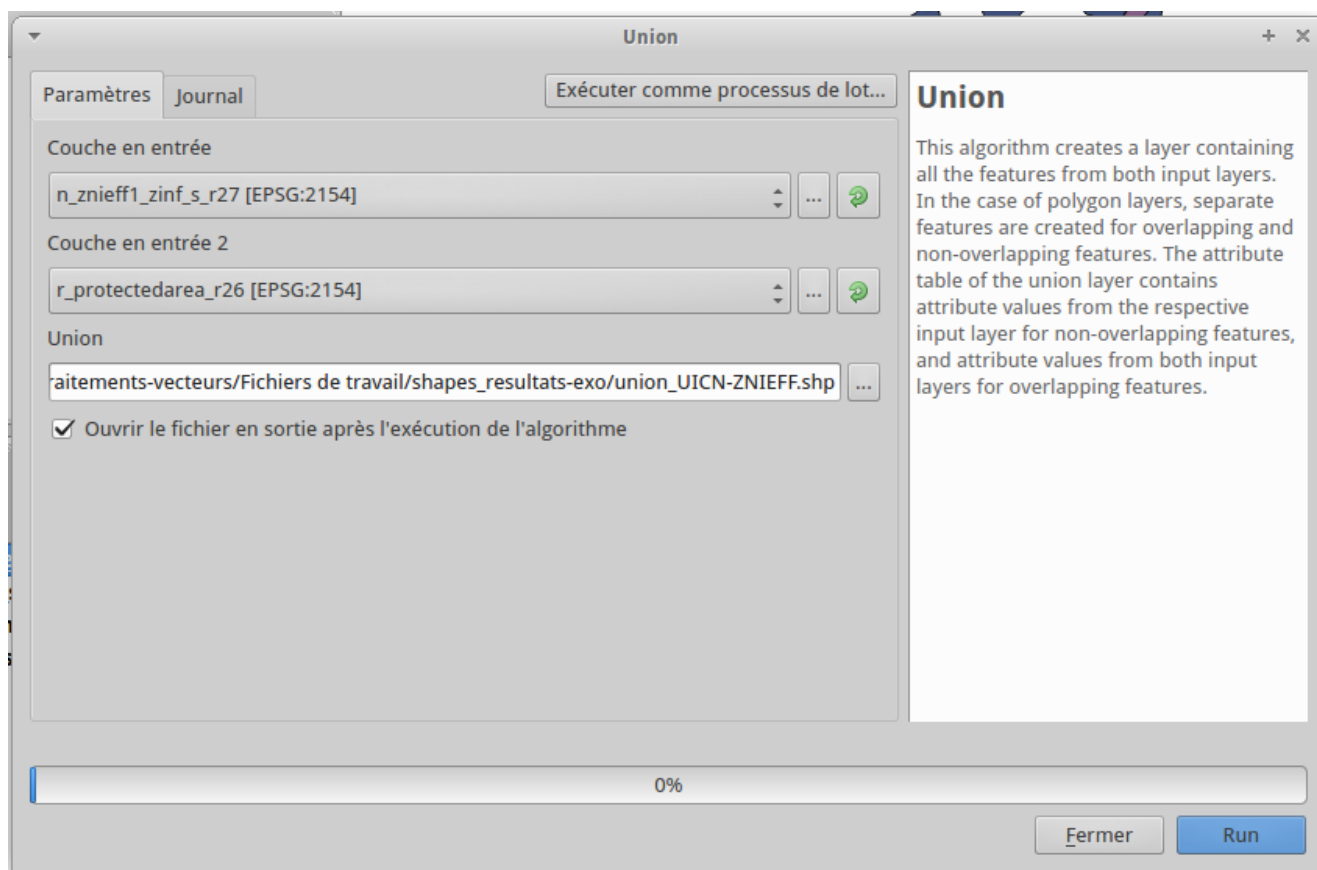 Union
Paramètres
Journal
Exécuter comme processus de lot...
Couche en entrée
n_znieff1_zinf_s_r27 [EPSG:2154]
...
Couche en entrée 2
r_protectedarea_r26 [EPSG:2154]
...
Union
raitements-vecteurs/Fichiers de travail/shapes_resultats-exo/union_UICN-ZNIEFF.shp
...
Ouvrir le fichier en sortie après l'exécution de l'algorithme
Union
This algorithm creates a layer containing
all the features from both input layers.
In the case of polygon layers, separate
features are created for overlapping and
non-overlapping features. The attribute
table of the union layer contains
attribute values from the respective
input layer for non-overlapping features,
and attribute values from both input
layers for overlapping features.
0%
Fermer
Run